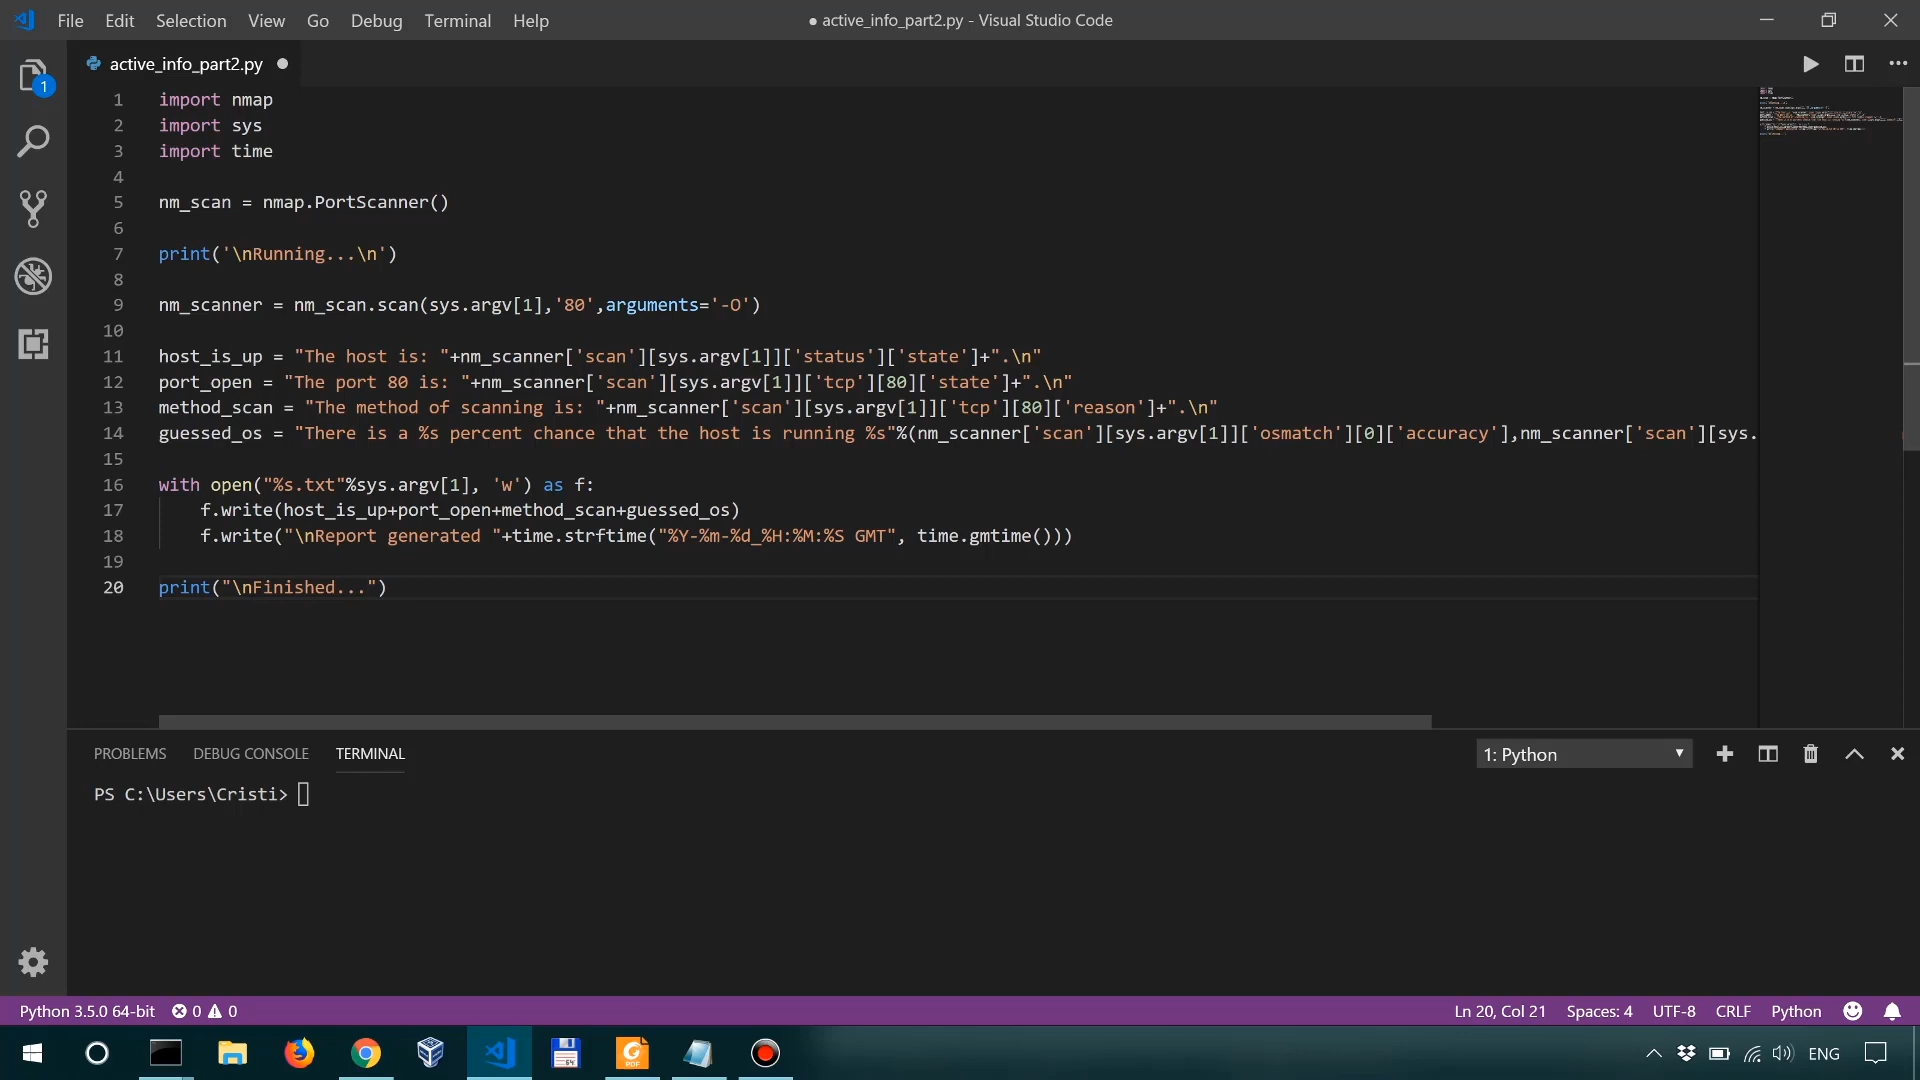 File Edit Selection View Go Debug Terminal Help
● active_info_part2.py - Visual Studio Code
active_info_part2.py
1
1 import nmap
2 import sys
3 import time
4
5 nm_scan = nmap.PortScanner()
6
7 print('\nRunning...\n')
8
9 nm_scanner = nm_scan.scan(sys.argv[1],'80',arguments='-O')
10
11 host_is_up = "The host is: "+nm_scanner['scan'][sys.argv[1]]['status']['state']+".\n"
12 port_open = "The port 80 is: "+nm_scanner['scan'][sys.argv[1]]['tcp'][80]['state']+".\n"
13 method_scan = "The method of scanning is: "+nm_scanner['scan'][sys.argv[1]]['tcp'][80]['reason']+".\n"
14 guessed_os = "There is a %s percent chance that the host is running %s"%(nm_scanner['scan'][sys.argv[1]]['osmatch'][0]['accuracy'],nm_scanner['scan'][sys.
15
16 with open("%s.txt"%sys.argv[1], 'w') as f:
17     f.write(host_is_up+port_open+method_scan+guessed_os)
18     f.write("\nReport generated "+time.strftime("%Y-%m-%d_%H:%M:%S GMT", time.gmtime()))
19
20 print("\nFinished...")
PROBLEMS DEBUG CONSOLE TERMINAL
1: Python
PS C:\Users\Cristi>
Python 3.5.0 64-bit 0 0
Ln 20, Col 21 Spaces: 4 UTF-8 CRLF Python
64
PDF
ENG